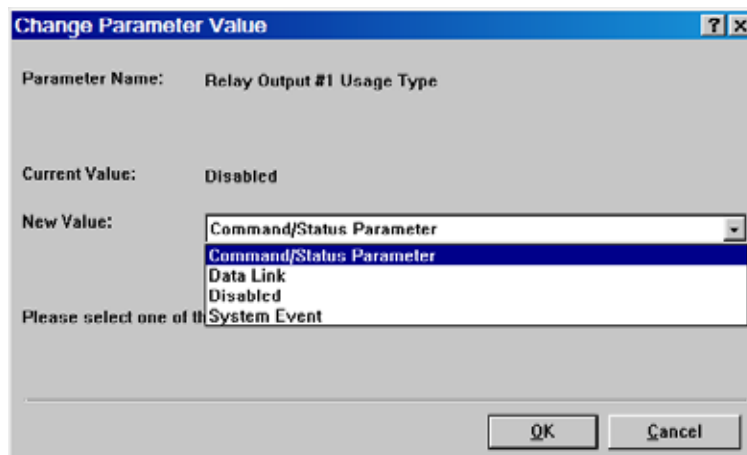 Change Parameter Value
Parameter Name: Relay Output #1 Usage Type
Current Value: Disabled
New Value: Command/Status Parameter
Command/Status Parameter
Data Link
Disabled
Please select one of th System Event
OK Cancel